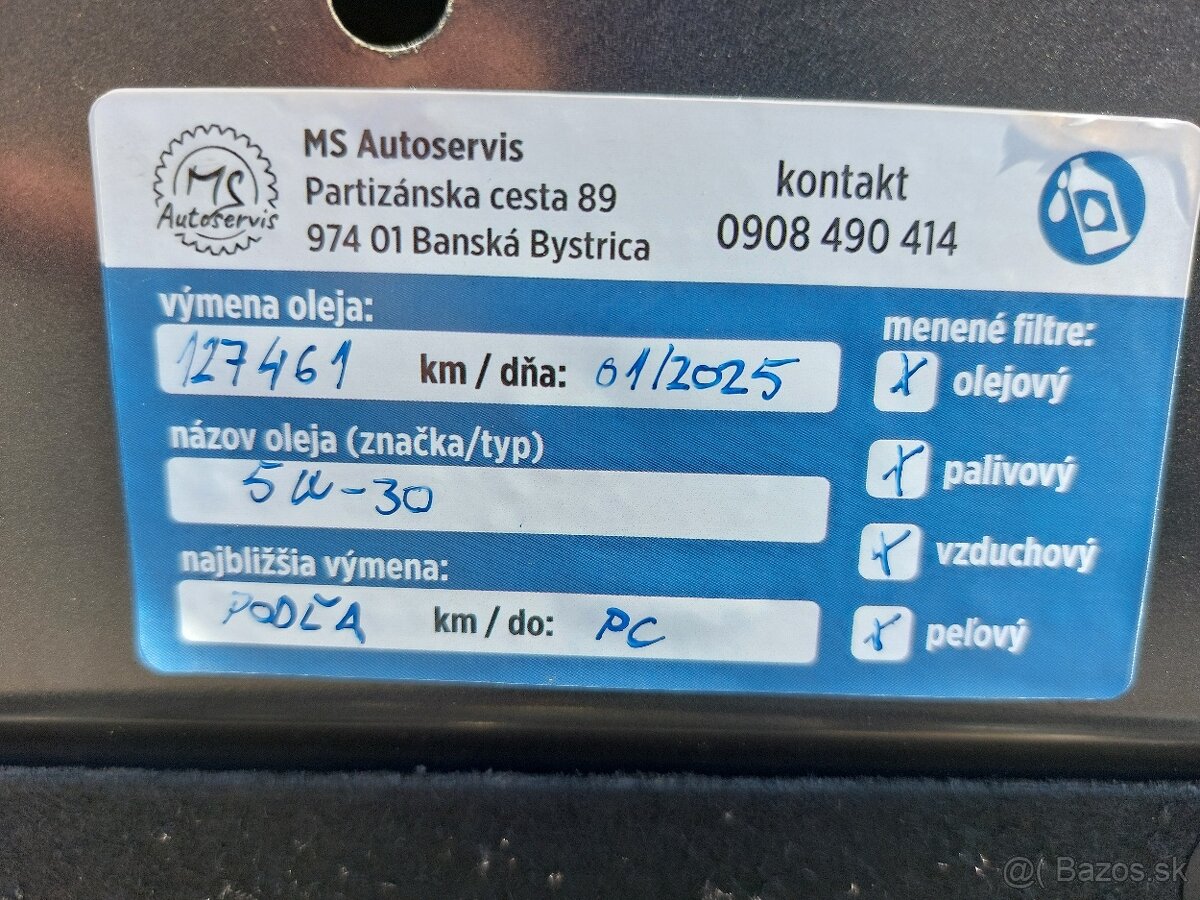 MS
Autoservis
MS Autoservis
Partizánska cesta 89
974 01 Banská Bystrica
kontakt
0908 490 414
výmena oleja:
127461 km / dňa: 01/2025
názov oleja (značka/typ)
5W-30
najbližšia výmena:
PODĽA km / do: PC
menené filtre:
X olejový
X palivový
X vzduchový
X peľový
@( Bazos.sk